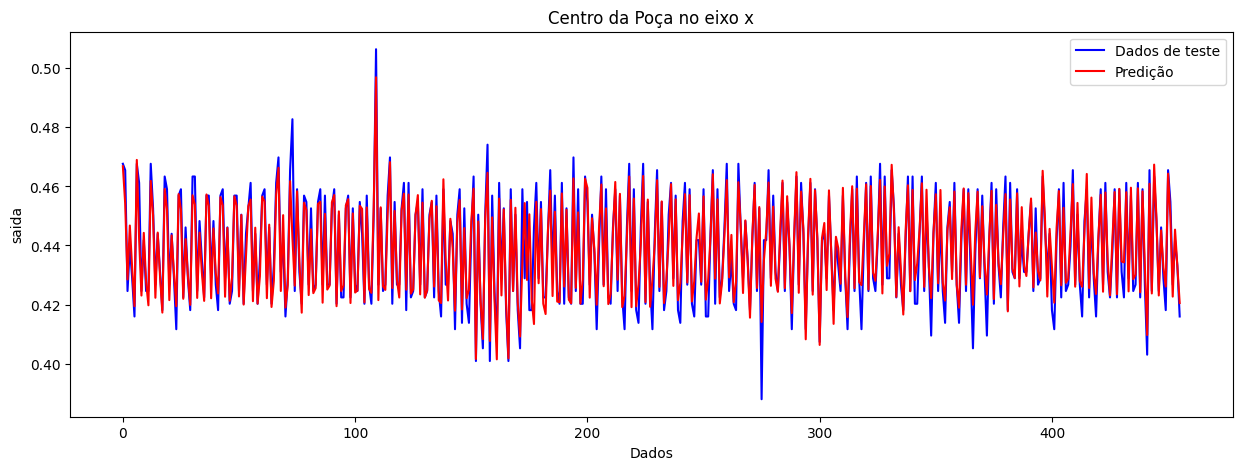 Centro da Poça no eixo x
Dados de teste
Predição
saida
0.50
0.48
0.46
0.44
0.42
0.40
0
100
200
300
400
Dados